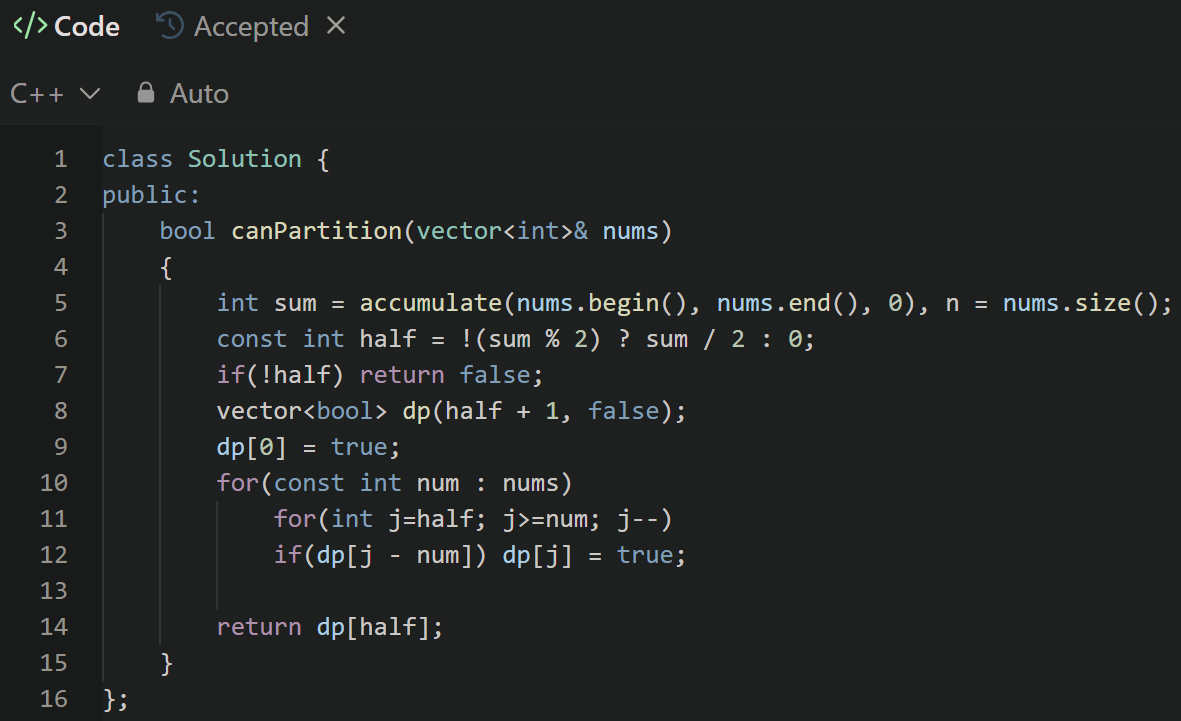 </> Code Accepted ×
C++ Auto
1 class Solution {
2 public:
3     bool canPartition(vector<int>& nums)
4     {
5         int sum = accumulate(nums.begin(), nums.end(), 0), n = nums.size();
6         const int half = !(sum % 2) ? sum / 2 : 0;
7         if(!half) return false;
8         vector<bool> dp(half + 1, false);
9         dp[0] = true;
10         for(const int num : nums)
11             for(int j=half; j>=num; j--)
12             if(dp[j - num]) dp[j] = true;
13
14         return dp[half];
15     }
16 };